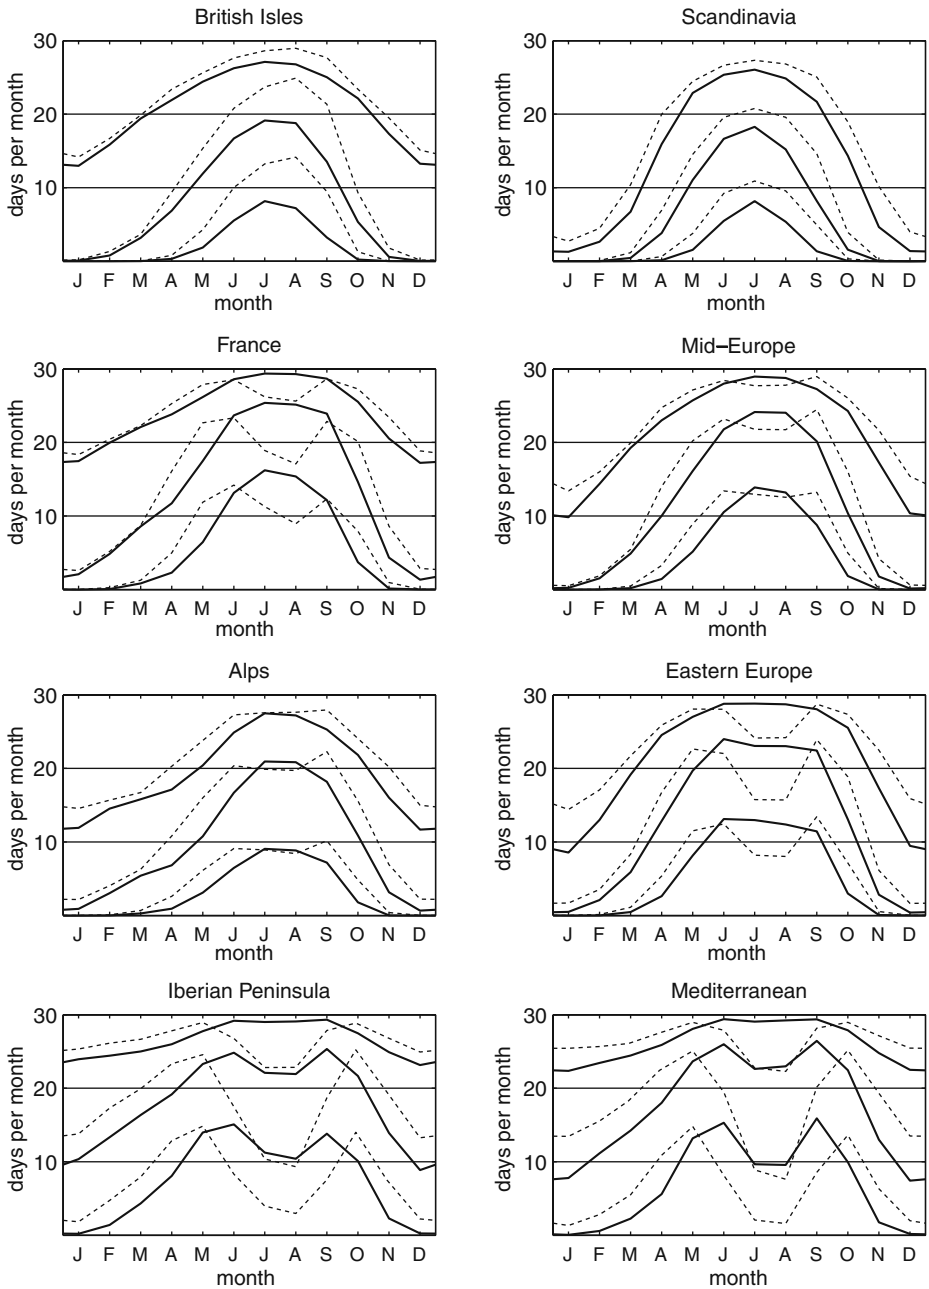 British Isles
30
20
10
days per month
J F M A M J J A S O N D
month
Scandinavia
30
20
10
days per month
J F M A M J J A S O N D
month
France
30
20
10
days per month
J F M A M J J A S O N D
month
Mid–Europe
30
20
10
days per month
J F M A M J J A S O N D
month
Alps
30
20
10
days per month
J F M A M J J A S O N D
month
Eastern Europe
30
20
10
days per month
J F M A M J J A S O N D
month
Iberian Peninsula
30
20
10
days per month
J F M A M J J A S O N D
month
Mediterranean
30
20
10
days per month
J F M A M J J A S O N D
month